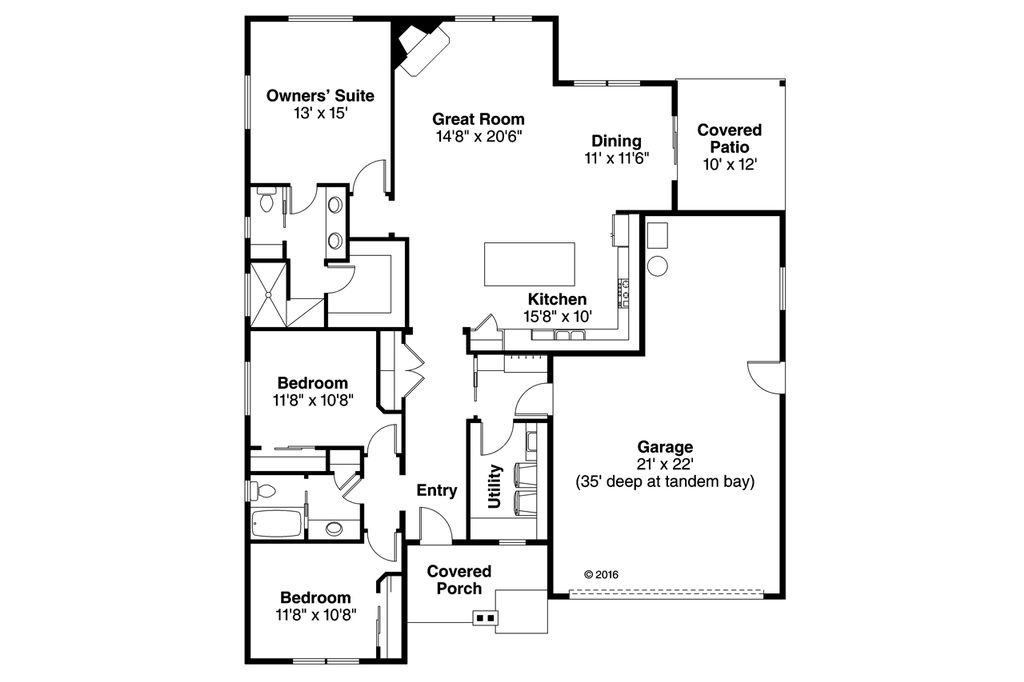 Owners' Suite
13' x 15'
Great Room
14'8" x 20'6"
Dining
11' x 11'6"
Covered
Patio
10' x 12'
Kitchen
15'8" x 10'
Bedroom
11'8" x 10'8"
Garage
21' x 22'
(35' deep at tandem bay)
Entry
Utility
Covered
Porch
© 2016
Bedroom
11'8" x 10'8"